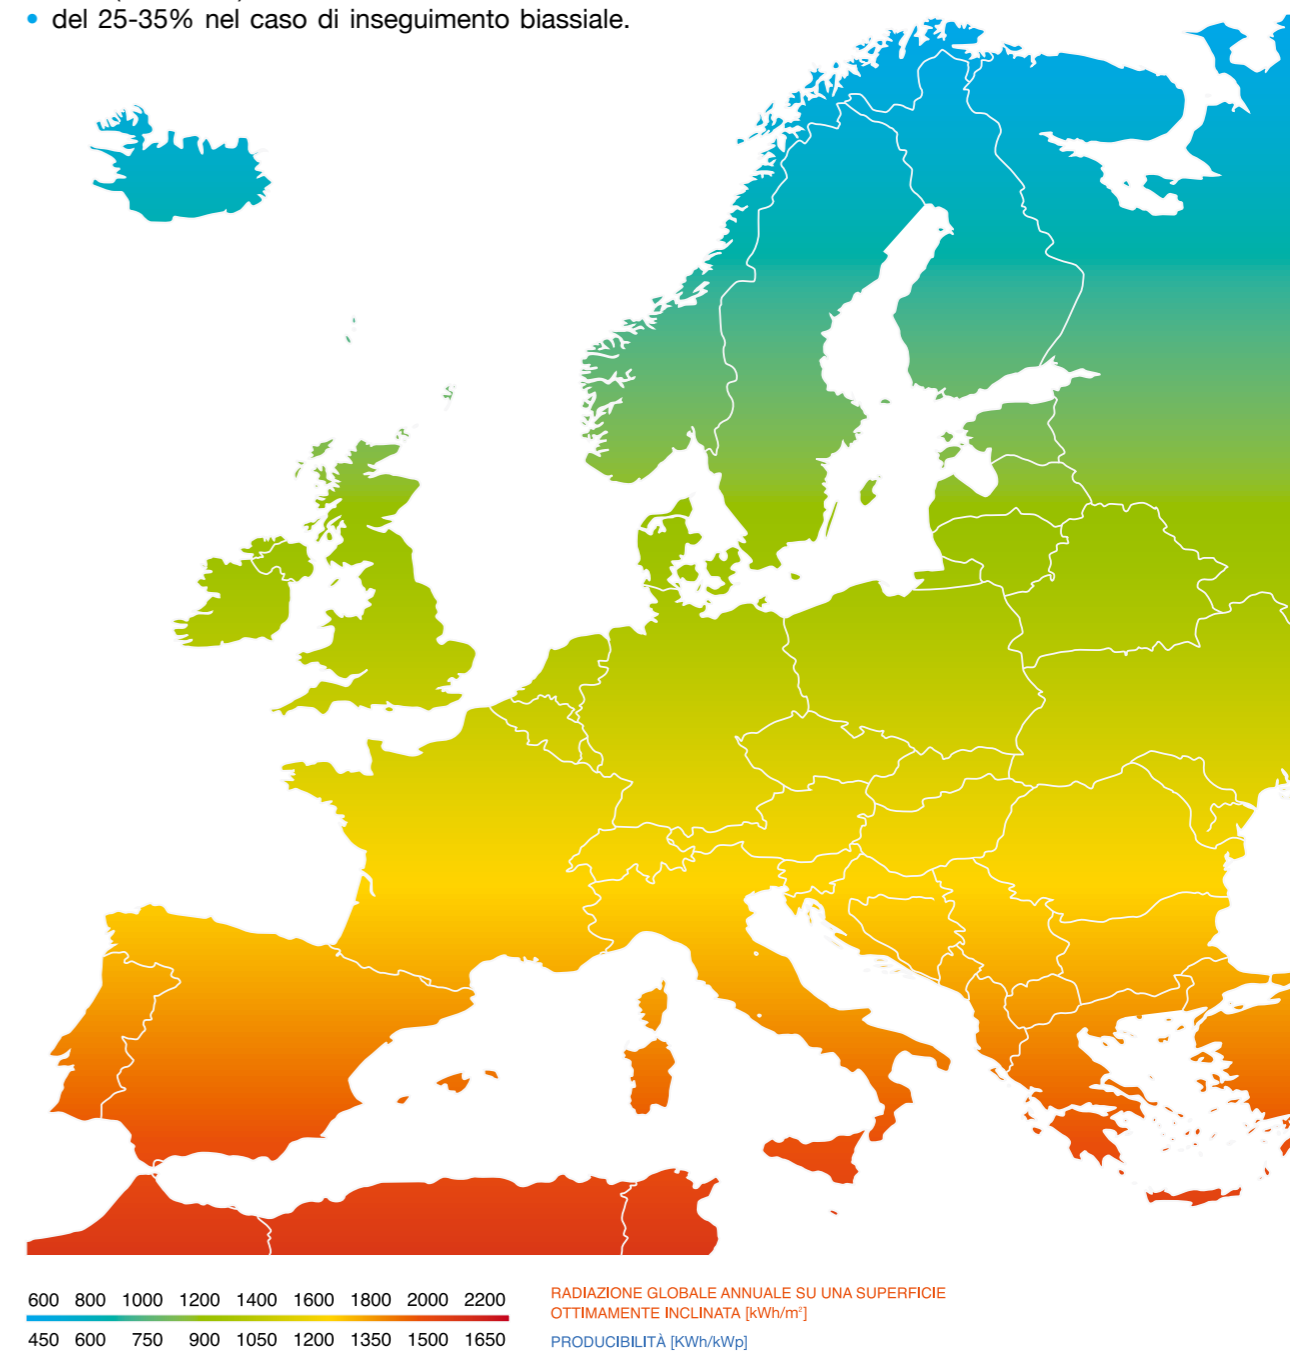 • del 25-35% nel caso di inseguimento biassiale.
600 800 1000 1200 1400 1600 1800 2000 2200
450 600 750 900 1050 1200 1350 1500 1650
RADIAZIONE GLOBALE ANNUALE SU UNA SUPERFICIE
OTTIMAMENTE INCLINATA [kWh/m²]
PRODUCIBILITÀ [KWh/kWp]